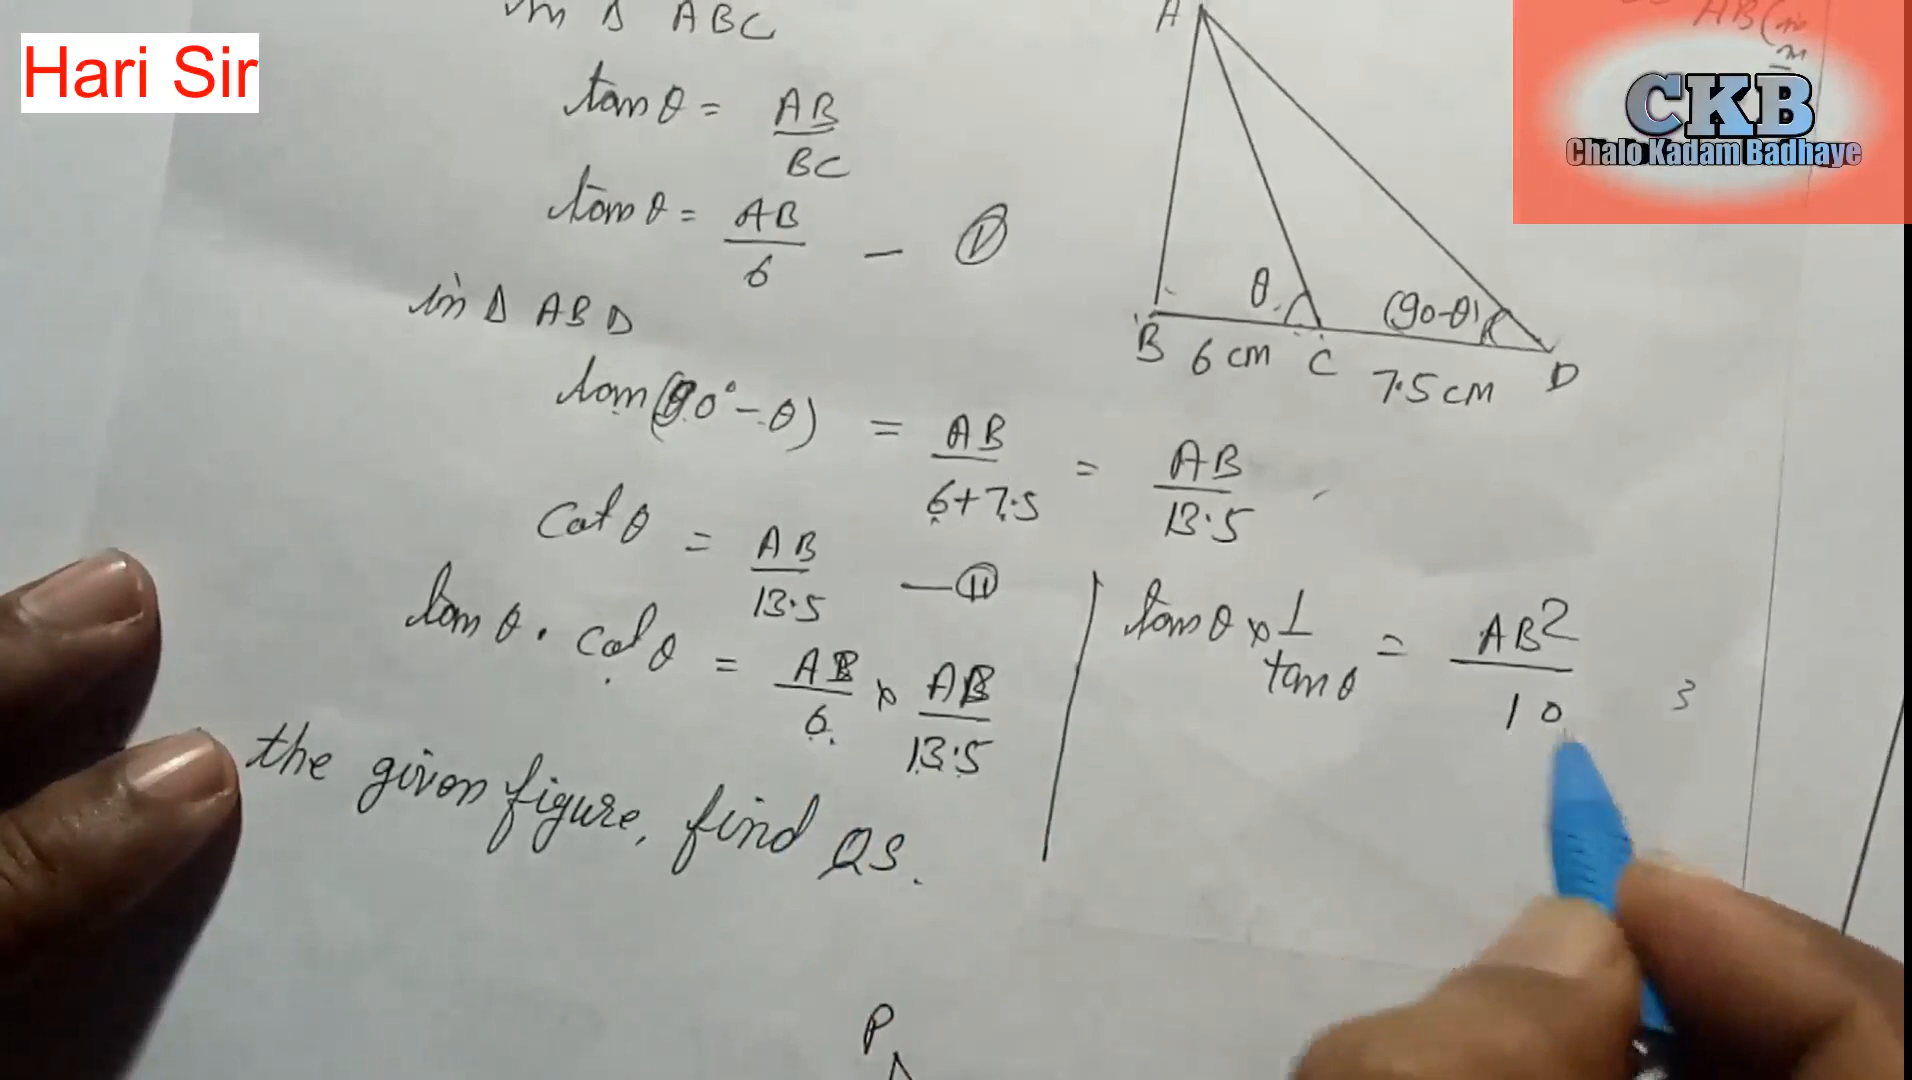 Hari Sir
in Δ ABC
tan θ = AB/BC
tan θ = AB/6 — (I)
in Δ ABD
tan (90° - θ) = AB/6+7.5 = AB/13.5
cot θ = AB/13.5 — (II)
tan θ . cot θ = AB/6 × AB/13.5
the given figure, find QS.
A
θ
(90-θ)
B 6 cm C 7.5 cm D
tan θ × 1/tan θ = AB²/10
3
P
AB(
CKB
Chalo Kadam Badhaye